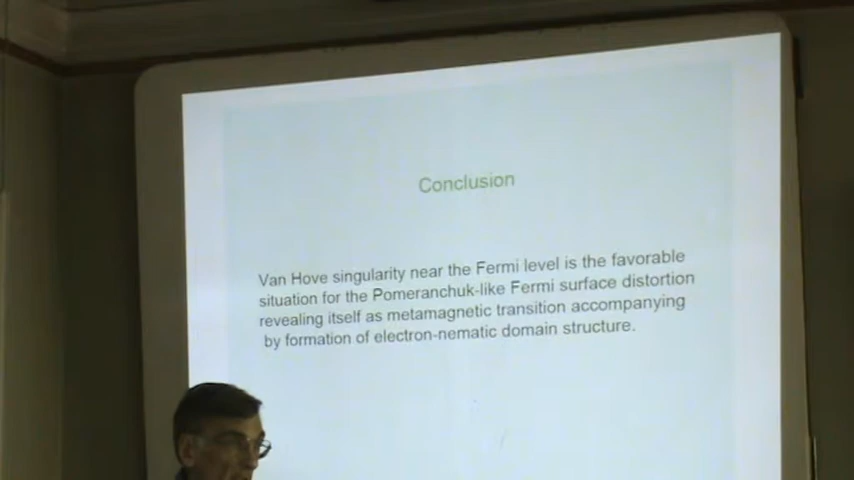 Conclusion
Van Hove singularity near the Fermi level is the favorable
situation for the Pomeranchuk-like Fermi surface distortion
revealing itself as metamagnetic transition accompanying
by formation of electron-nematic domain structure.